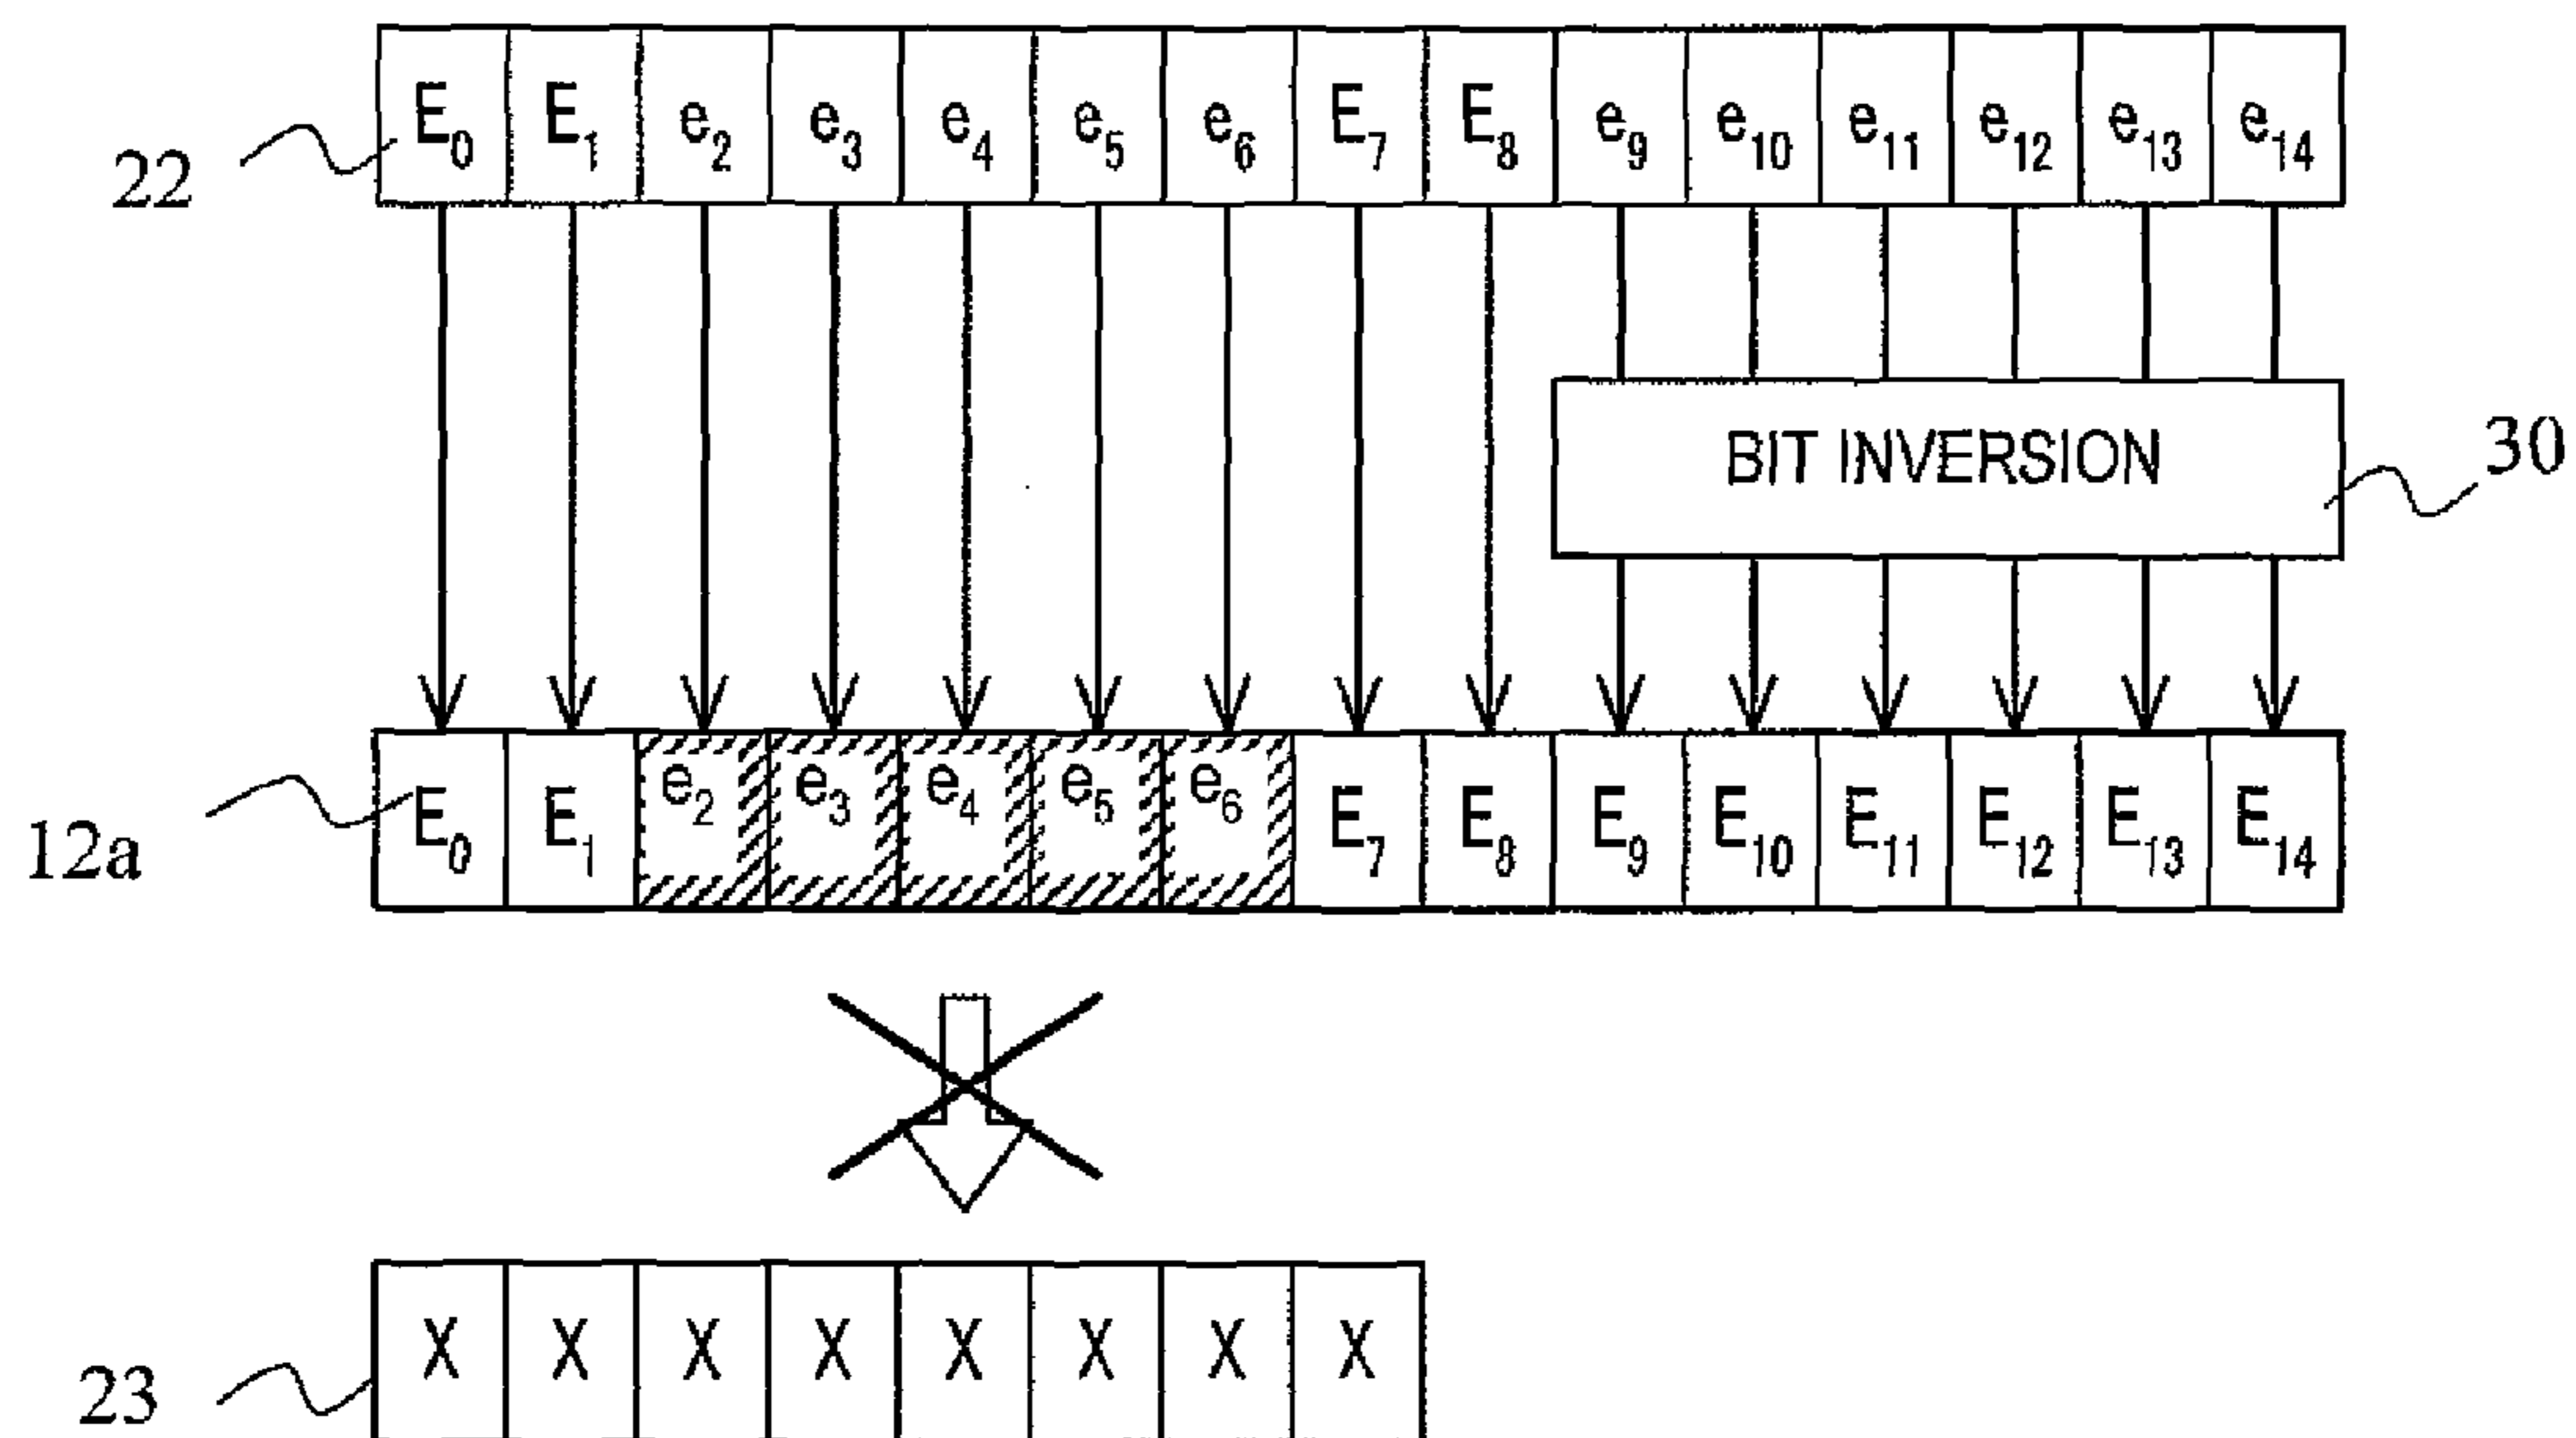 E₀ E₁ e₂ e₃ e₄ e₅ e₆ E₇ E₈ e₉ e₁₀ e₁₁ e₁₂ e₁₃ e₁₄
22
BIT INVERSION
30
E₀ E₁ e₂ e₃ e₄ e₅ e₆ E₇ E₈ E₉ E₁₀ E₁₁ E₁₂ E₁₃ E₁₄
12a
X X X X X X X X
23